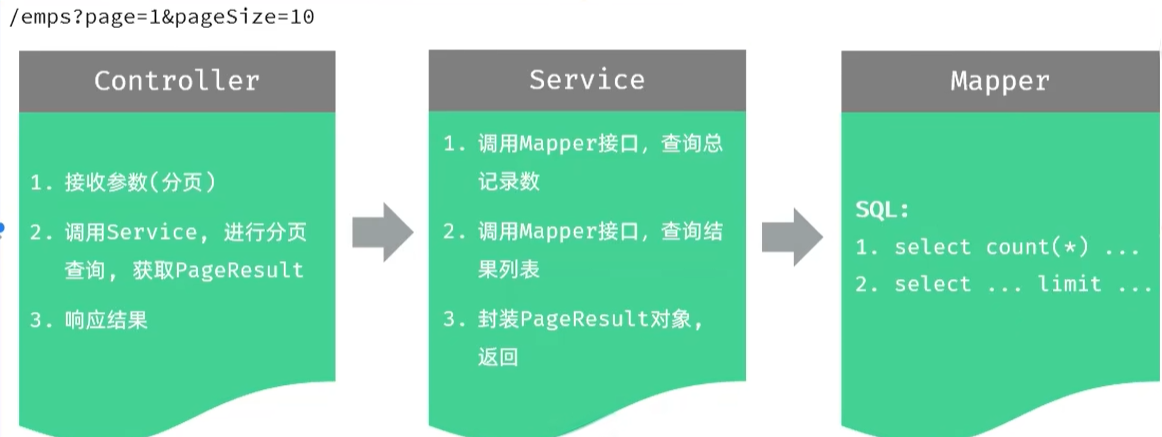 /emps?page=1&pageSize=10
Controller
1. 接收参数(分页)
2. 调用Service, 进行分页
查询, 获取PageResult
3. 响应结果
Service
1. 调用Mapper接口, 查询总
记录数
2. 调用Mapper接口, 查询结
果列表
3. 封装PageResult对象,
返回
Mapper
SQL:
1. select count(*) ...
2. select ... limit ...